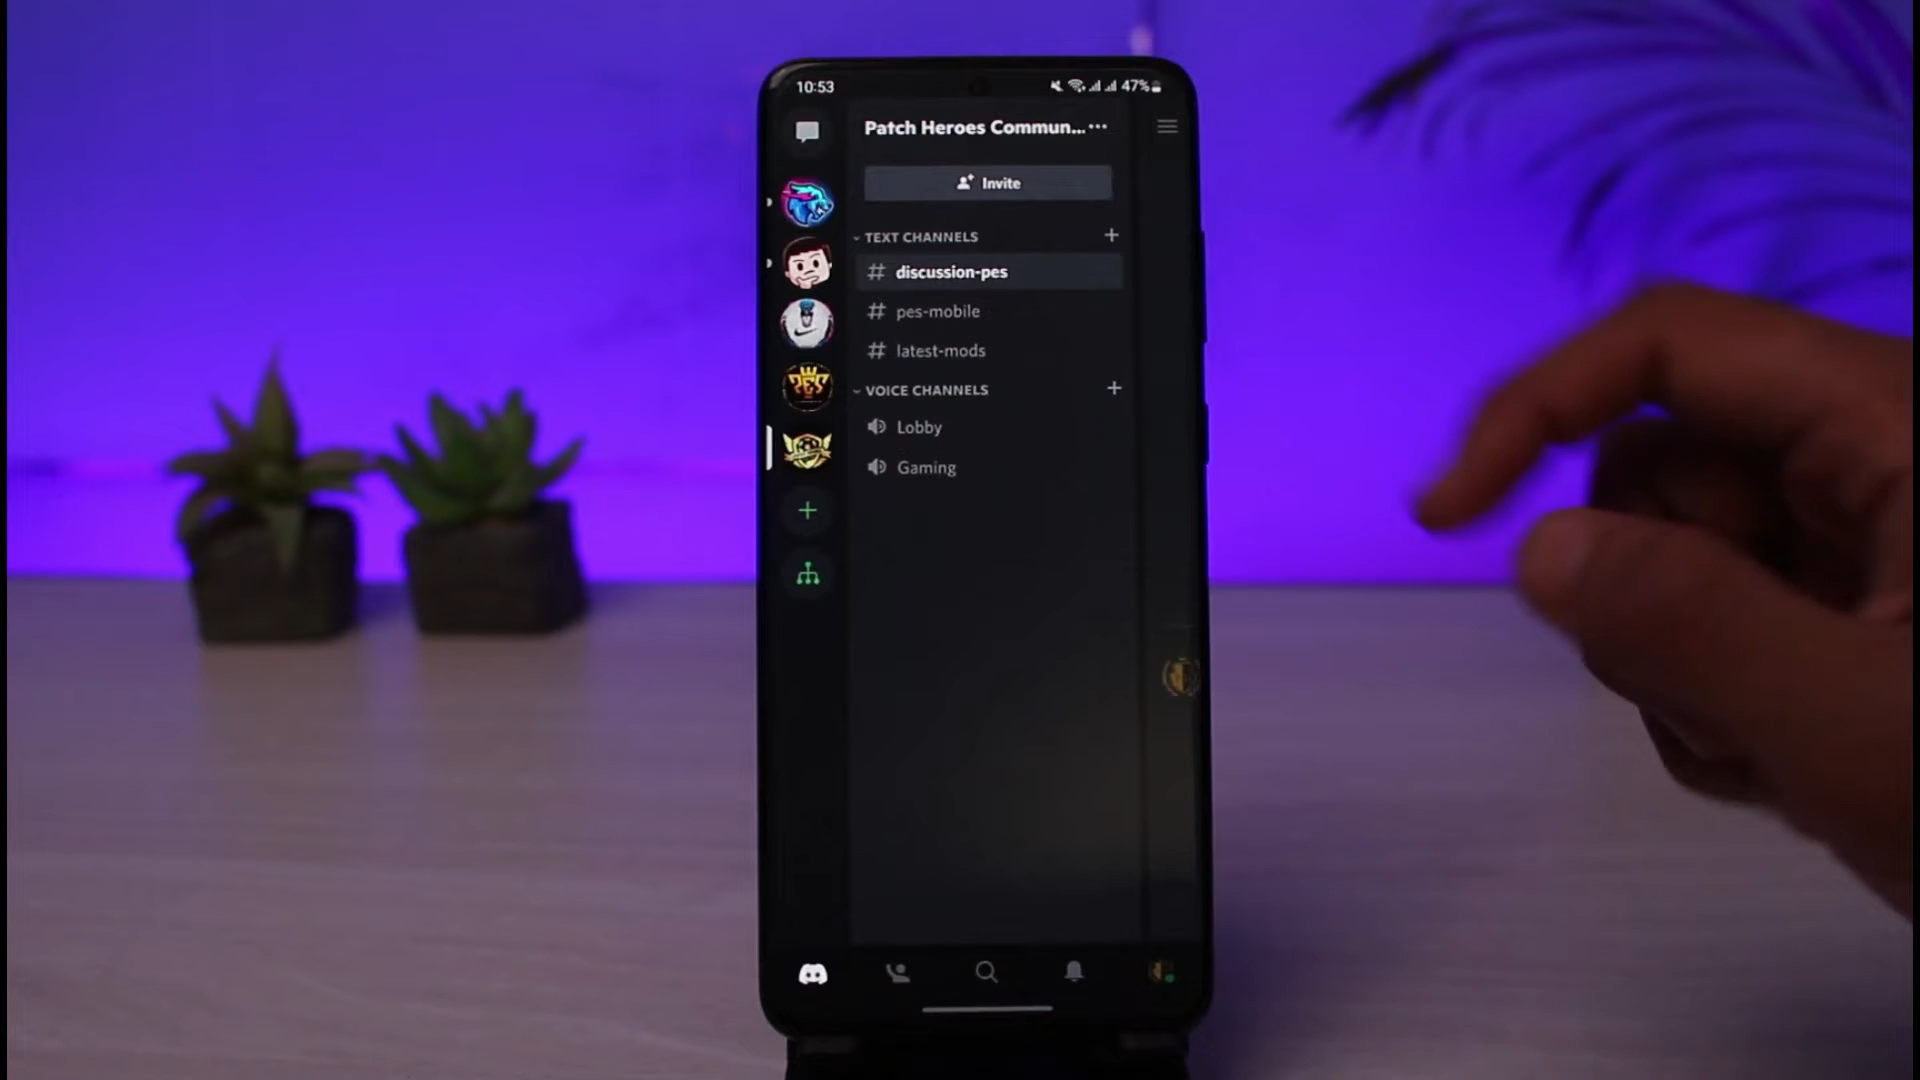 10:53
47%
Patch Heroes Commun...
Invite
TEXT CHANNELS
# discussion-pes
# pes-mobile
# latest-mods
PES
VOICE CHANNELS
Lobby
Gaming